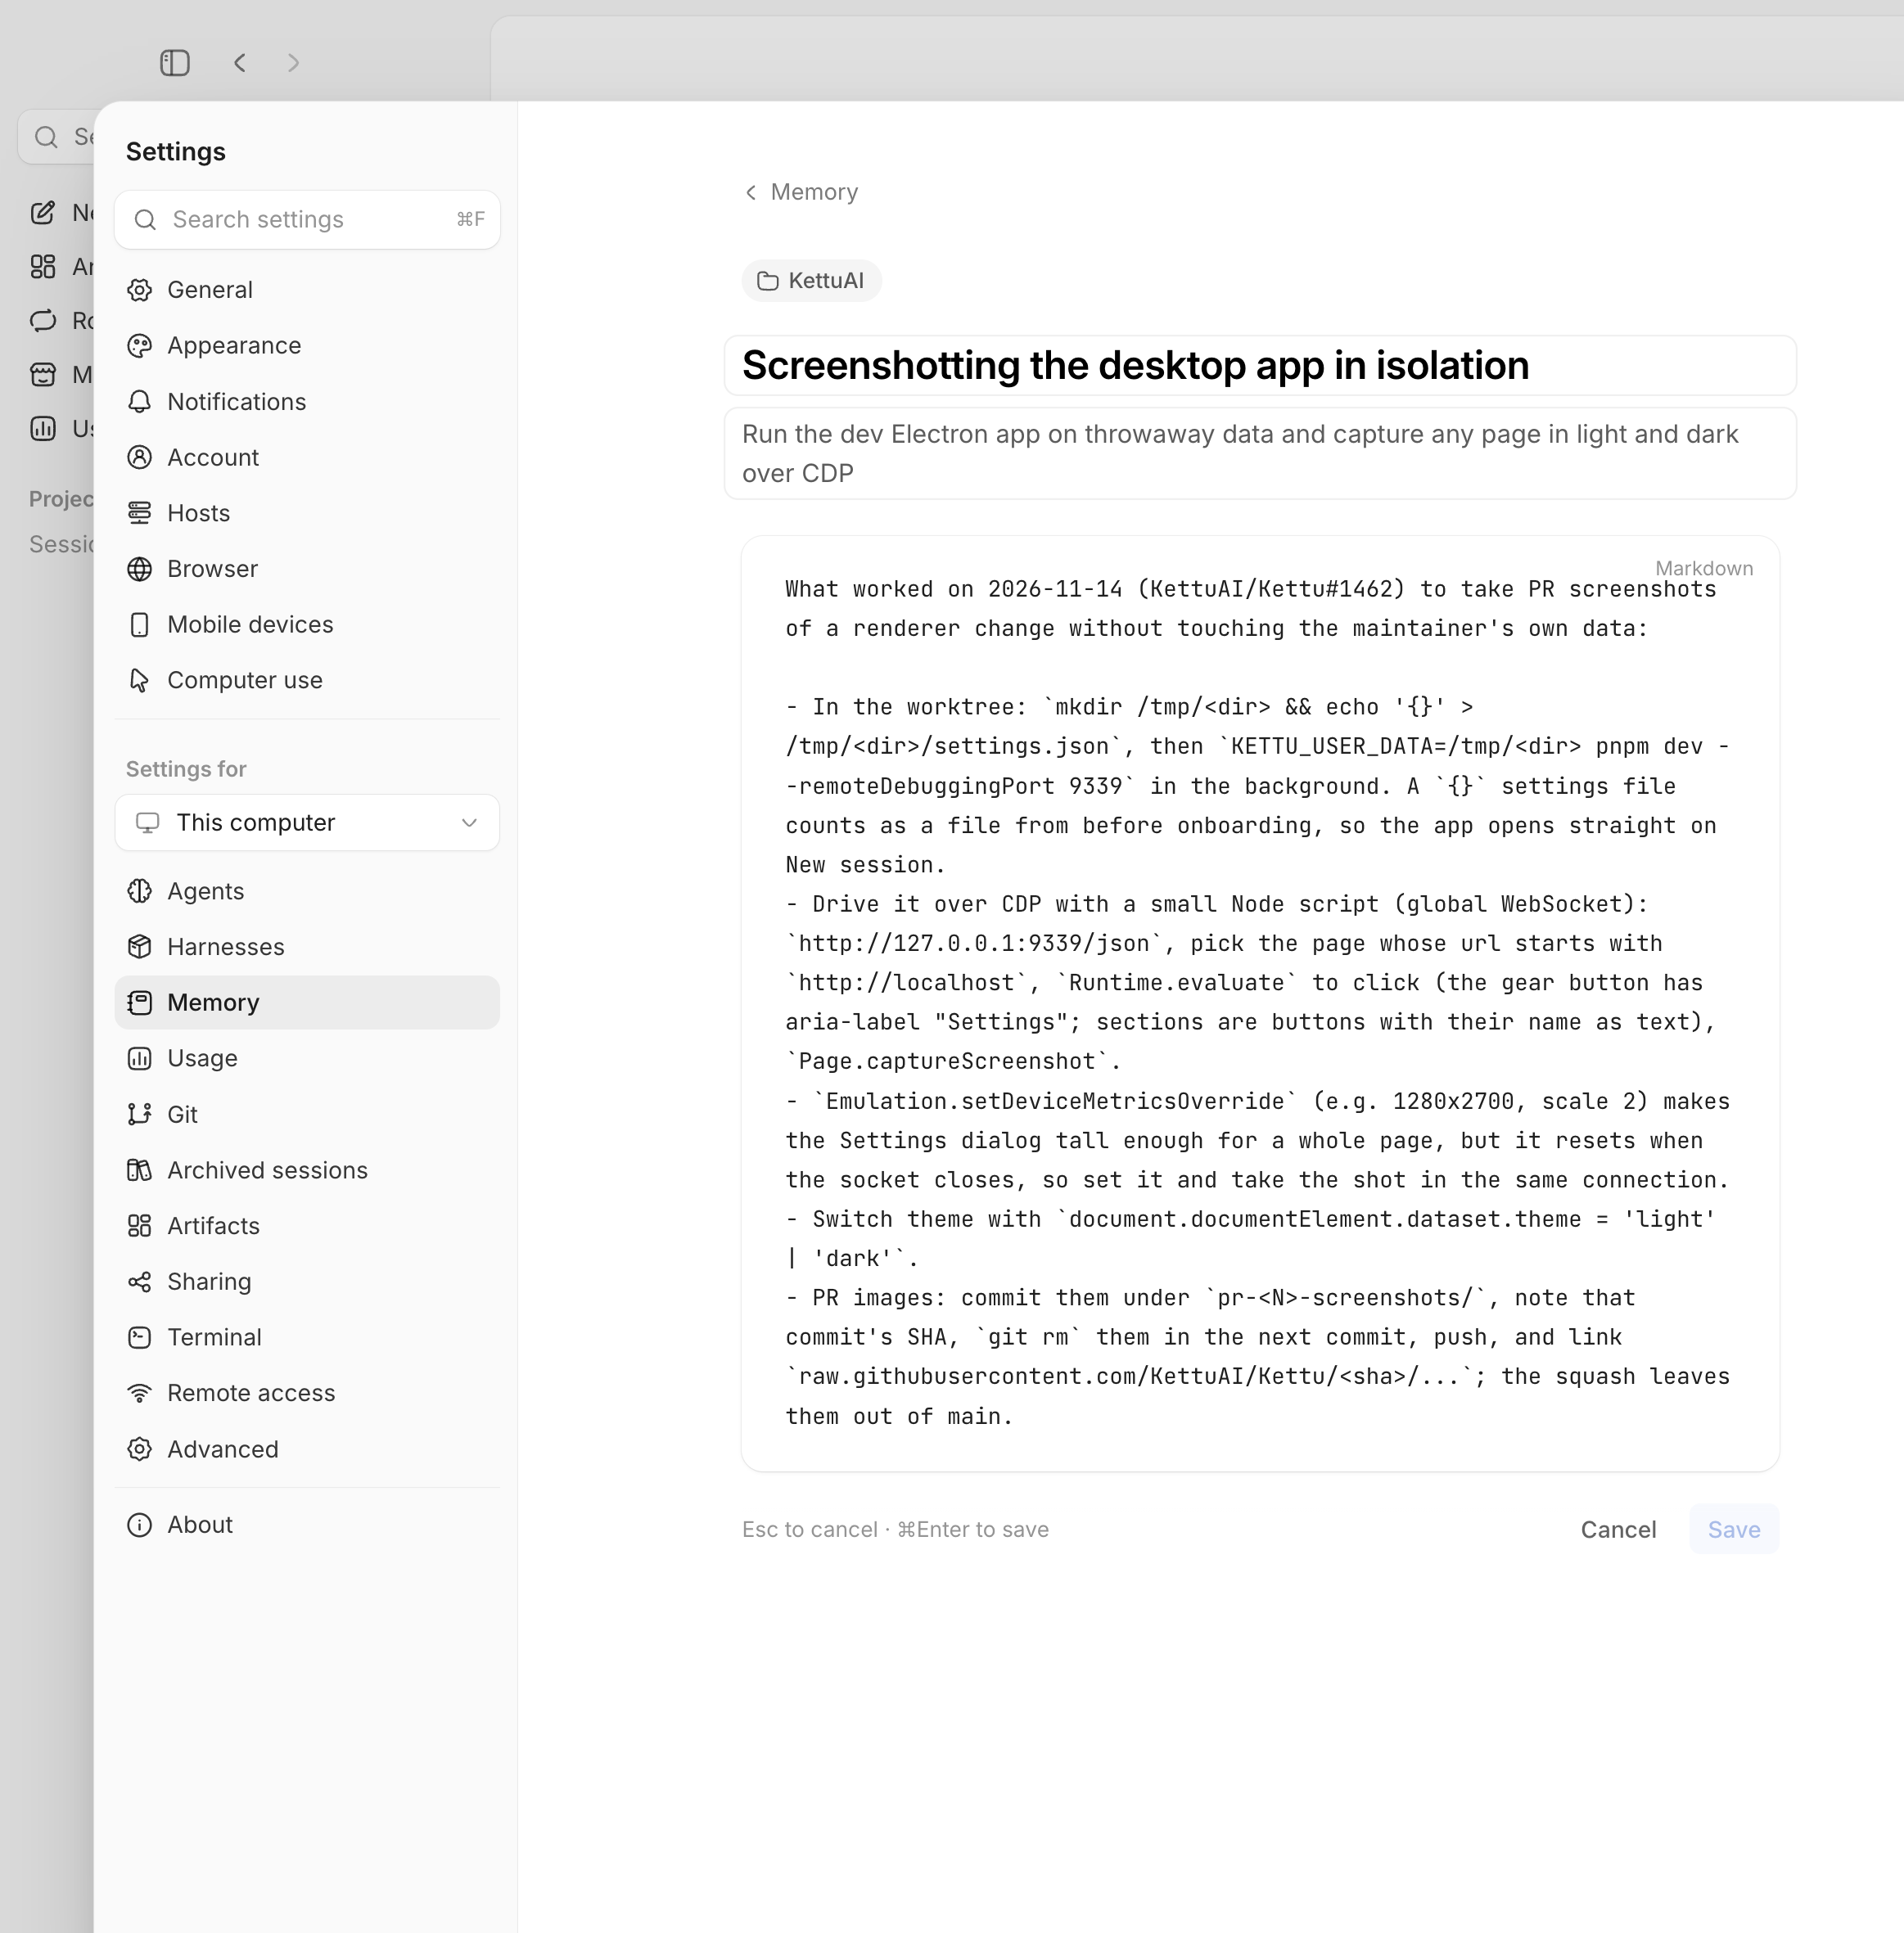 Settings
Search settings ⌘F
General
Appearance
Notifications
Account
Hosts
Browser
Mobile devices
Computer use
Settings for
This computer
Agents
Harnesses
Memory
Usage
Git
Archived sessions
Artifacts
Sharing
Terminal
Remote access
Advanced
About
Memory
KettuAI
Screenshotting the desktop app in isolation
Run the dev Electron app on throwaway data and capture any page in light and dark
over CDP
Markdown
What worked on 2026-11-14 (KettuAI/Kettu#1462) to take PR screenshots
of a renderer change without touching the maintainer's own data:
- In the worktree: `mkdir /tmp/<dir> && echo '{}' >
/tmp/<dir>/settings.json`, then `KETTU_USER_DATA=/tmp/<dir> pnpm dev -
-remoteDebuggingPort 9339` in the background. A `{}` settings file
counts as a file from before onboarding, so the app opens straight on
New session.
- Drive it over CDP with a small Node script (global WebSocket):
`http://127.0.0.1:9339/json`, pick the page whose url starts with
`http://localhost`, `Runtime.evaluate` to click (the gear button has
aria-label "Settings"; sections are buttons with their name as text),
`Page.captureScreenshot`.
- `Emulation.setDeviceMetricsOverride` (e.g. 1280x2700, scale 2) makes
the Settings dialog tall enough for a whole page, but it resets when
the socket closes, so set it and take the shot in the same connection.
- Switch theme with `document.documentElement.dataset.theme = 'light'
| 'dark'`.
- PR images: commit them under `pr-<N>-screenshots/`, note that
commit's SHA, `git rm` them in the next commit, push, and link
`raw.githubusercontent.com/KettuAI/Kettu/<sha>/...`; the squash leaves
them out of main.
Esc to cancel · ⌘Enter to save
Cancel
Save